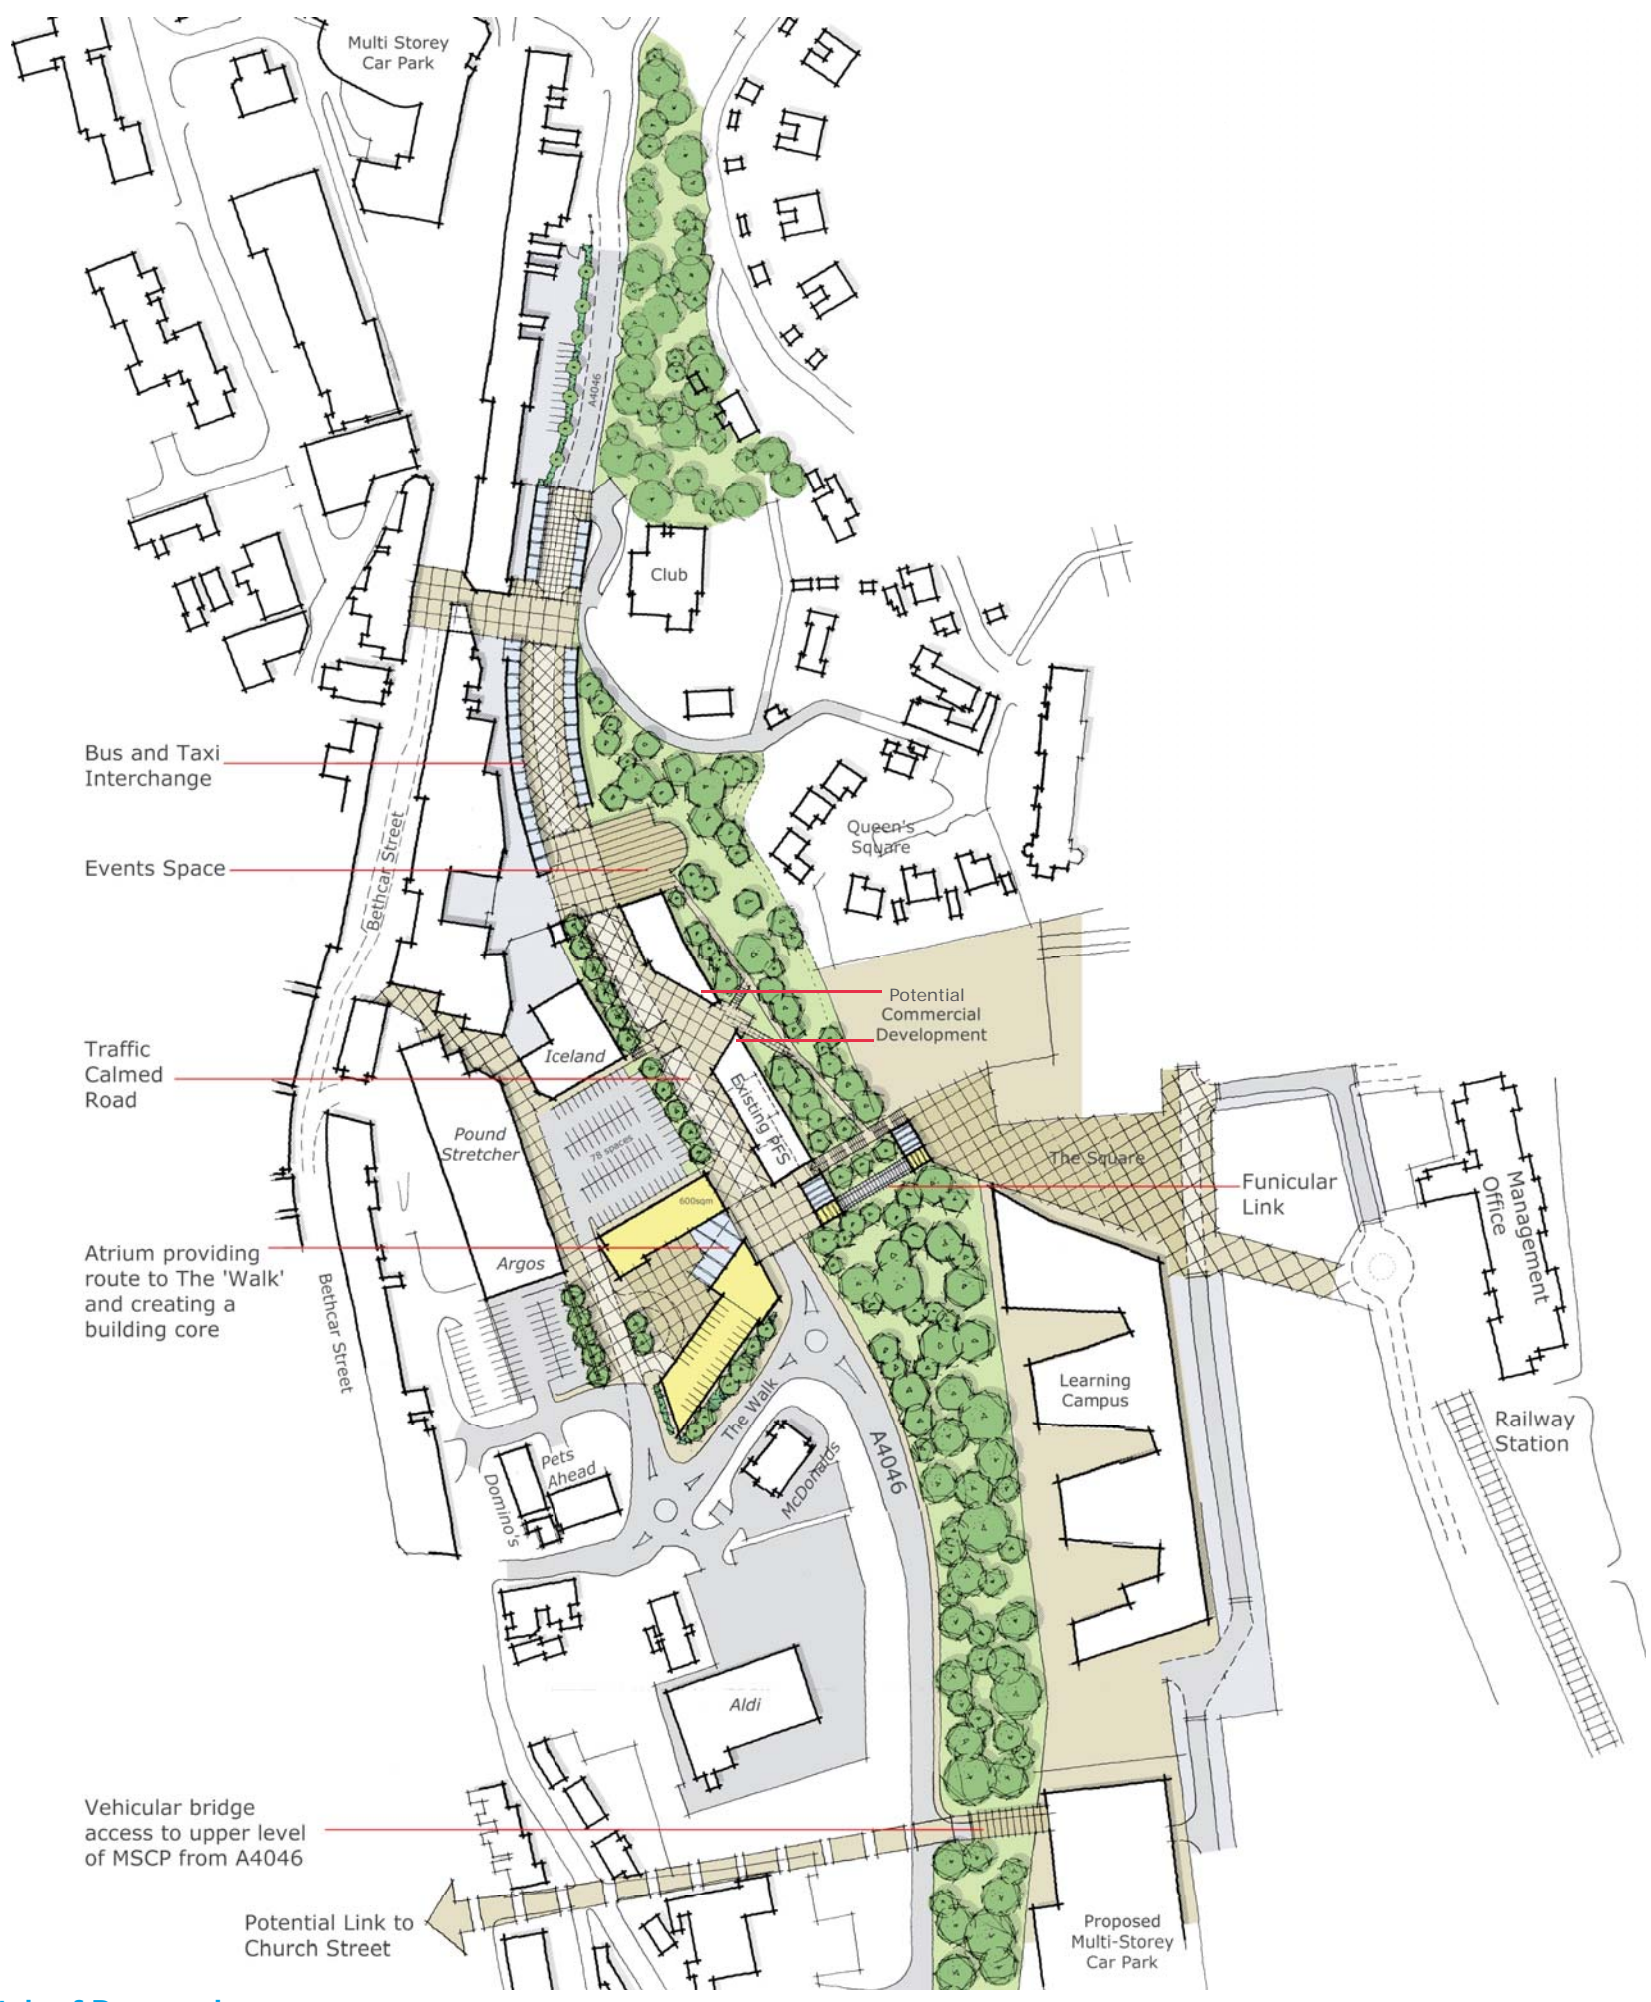 Multi Storey
Car Park
A4046
Club
Bus and Taxi
Interchange
Bethcar Street
Queen's
Square
Events Space
Potential
Commercial
Development
Traffic
Calmed
Road
Iceland
Existing PFS
Pound
Stretcher
78 spaces
The Square
600sqm
Funicular
Link
Management
Office
Atrium providing
route to The 'Walk'
and creating a
building core
Argos
Bethcar Street
The Walk
Learning
Campus
A4046
Railway
Station
Pets
Ahead
Domino's
McDonalds
Aldi
Vehicular bridge
access to upper level
of MSCP from A4046
Potential Link to
Church Street
Proposed
Multi-Storey
Car Park